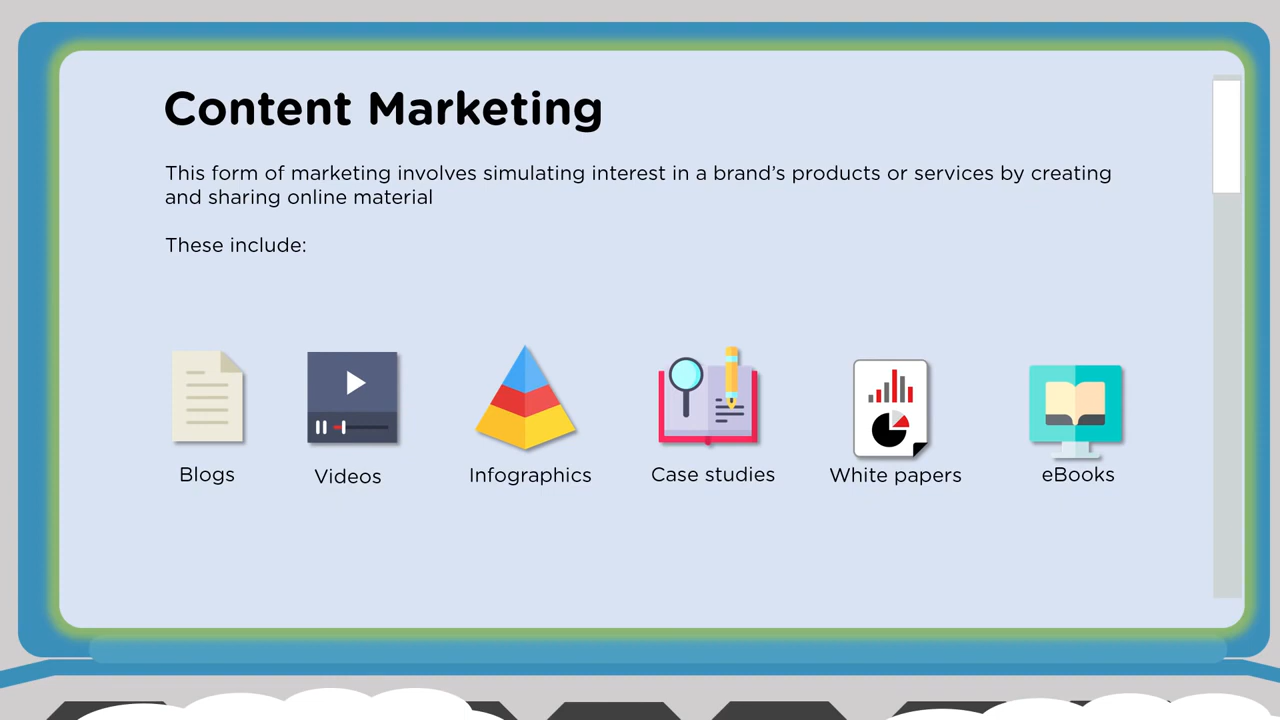 Content Marketing
This form of marketing involves simulating interest in a brand’s products or services by creating
and sharing online material
These include:
Blogs
Videos
Infographics
Case studies
White papers
eBooks